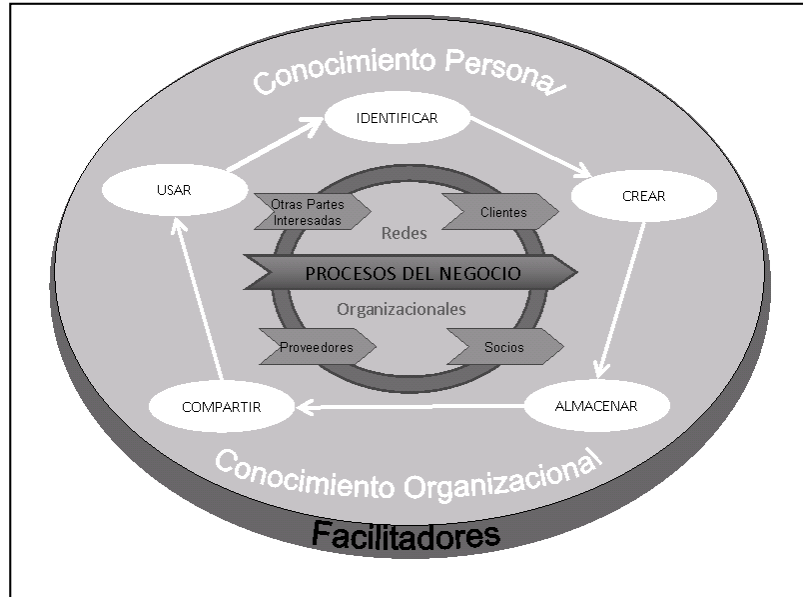 Conocimiento Personal
IDENTIFICAR
USAR
CREAR
Otras Partes
Interesadas
Clientes
Redes
PROCESOS DEL NEGOCIO
Organizacionales
Proveedores
Socios
COMPARTIR
ALMACENAR
Conocimiento Organizacional
Facilitadores